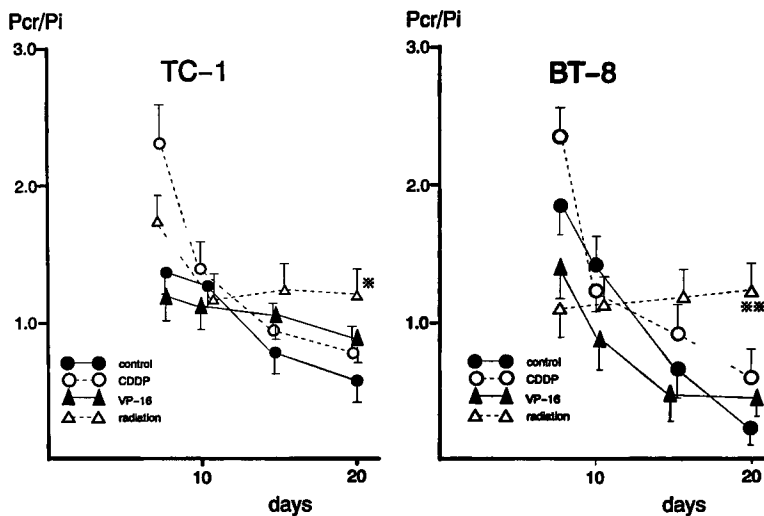 Pcr/Pi
3.0
TC-1
2.0
1.0
control
CDDP
VP-16
radiation
※
10
20
days
Pcr/Pi
3.0
BT-8
2.0
1.0
control
CDDP
VP-16
radiation
※※
10
20
days